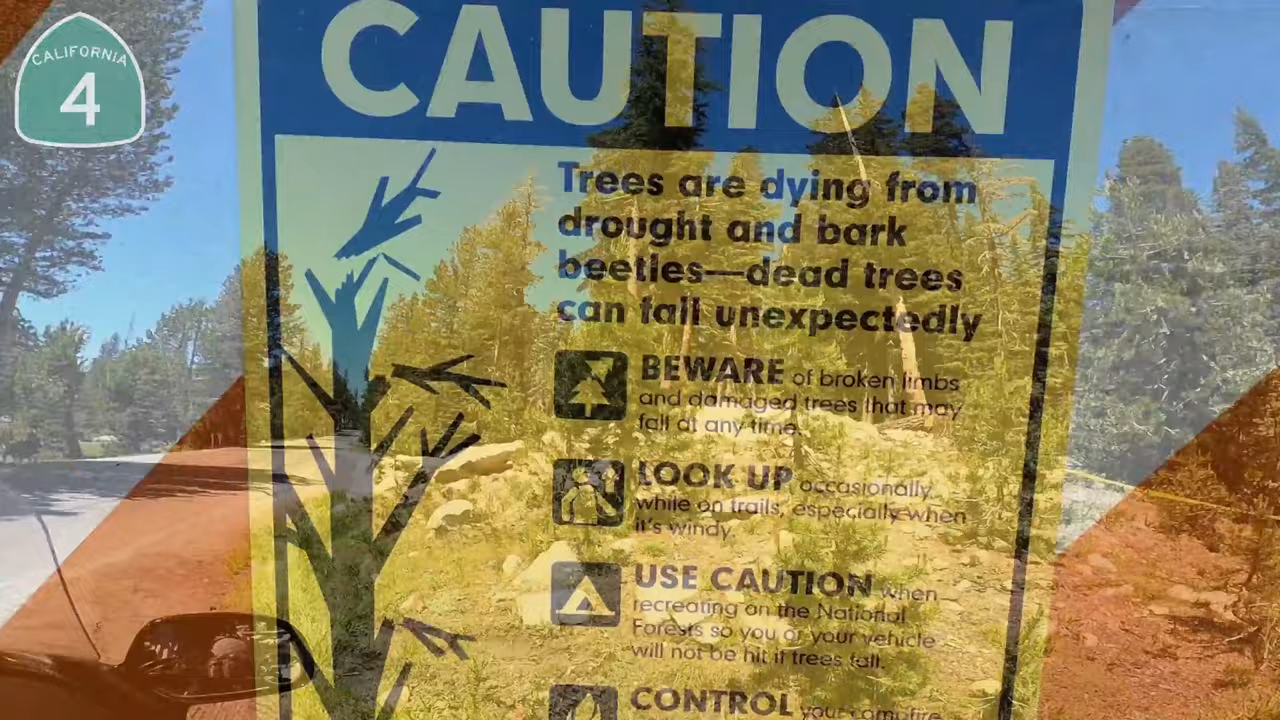 CALIFORNIA
4
CAUTION
Trees are dying from
drought and bark
beetles—dead trees
can fall unexpectedly
BEWARE of broken limbs
and damaged trees that may
fall at any time.
LOOK UP occasionally
while on trails, especially when
it's windy.
USE CAUTION when
recreating on the National
Forests so you or your vehicle
will not be hit if trees fall.
CONTROL your campfire